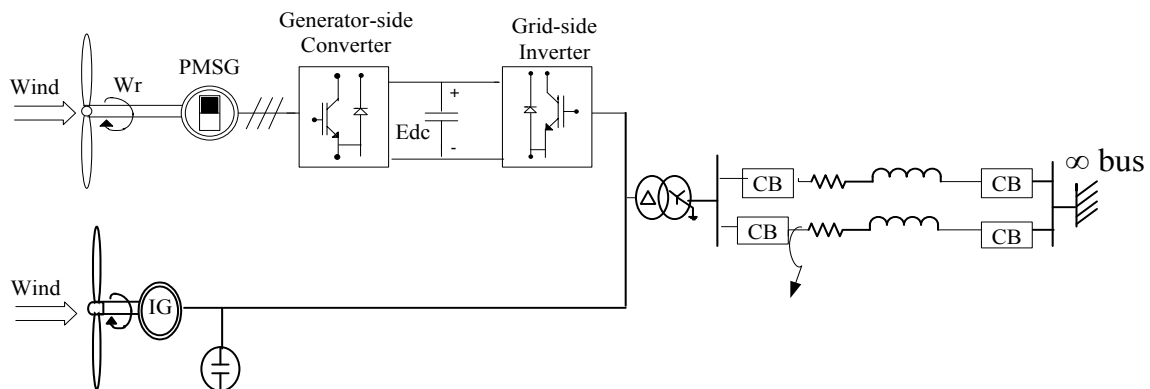 Generator-side
Converter
Grid-side
Inverter
PMSG
Wind
Wr
Edc
+
-
Δ
Y
CB
CB
∞ bus
CB
CB
Wind
IG